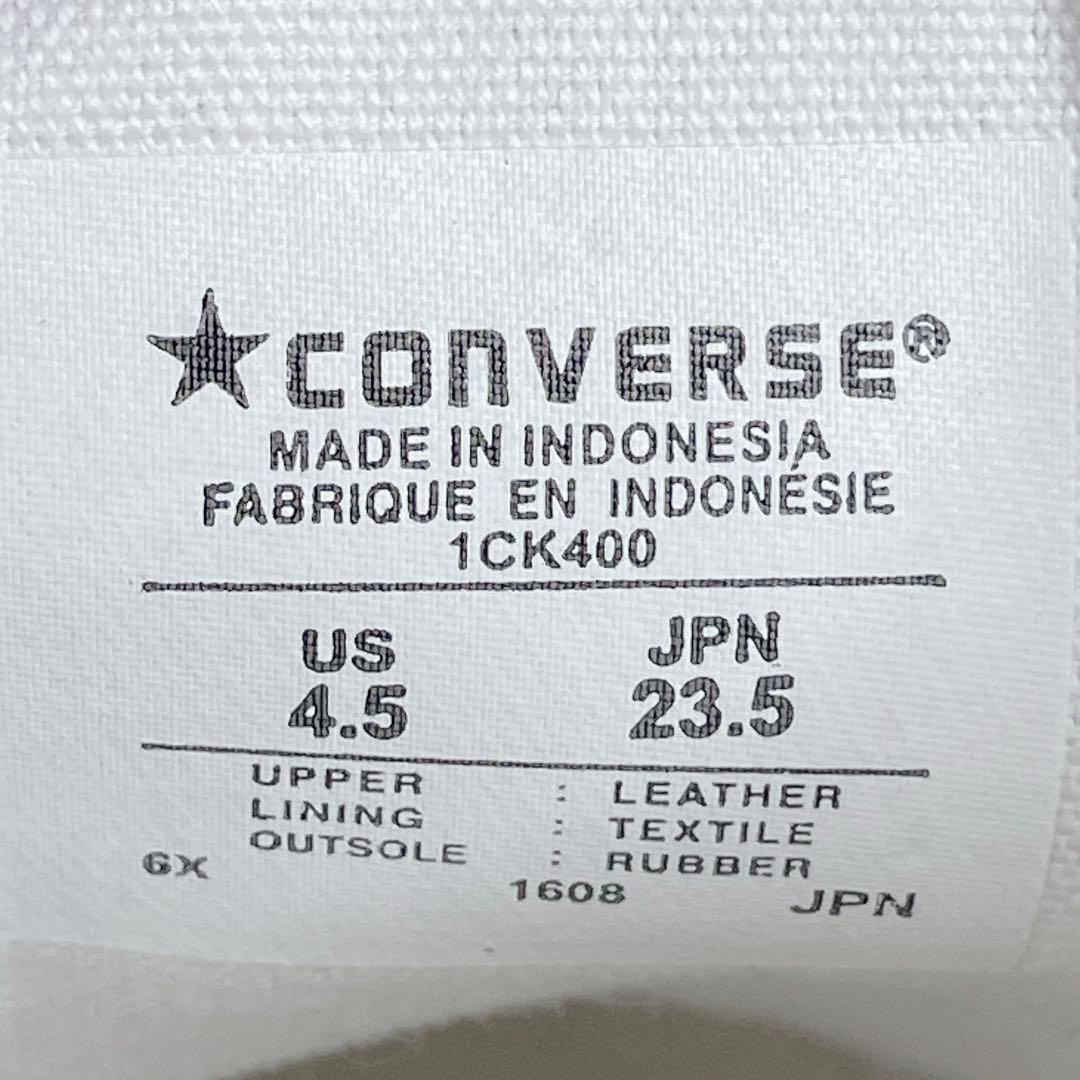 ★CONVERSE®
MADE IN INDONESIA
FABRIQUE EN INDONÉSIE
1CK400
US JPN
4.5 23.5
UPPER : LEATHER
LINING : TEXTILE
OUTSOLE : RUBBER
6X 1608 JPN